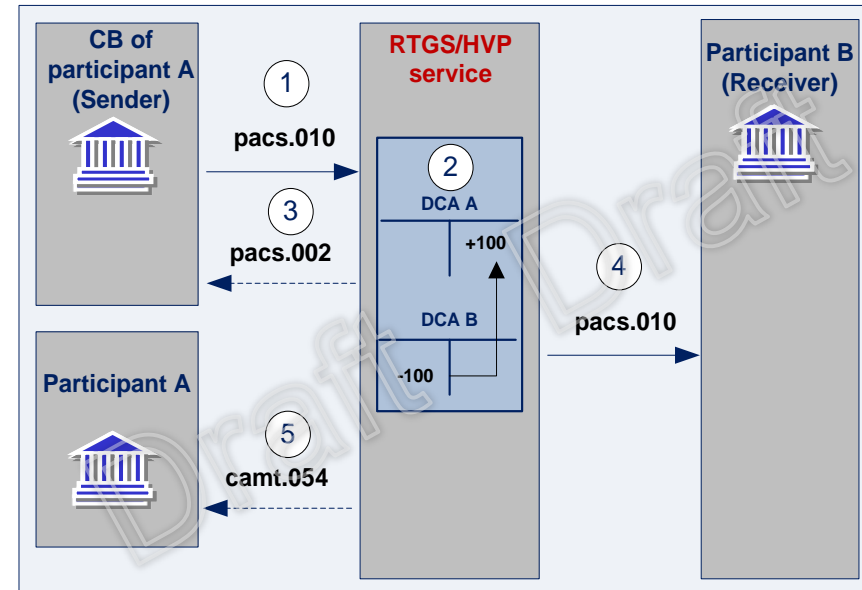 CB of
participant A
(Sender)
1
pacs.010
3
pacs.002
RTGS/HVP
service
2
DCA A
+100
DCA B
-100
4
pacs.010
Participant B
(Receiver)
Participant A
5
camt.054
Draft
Draft